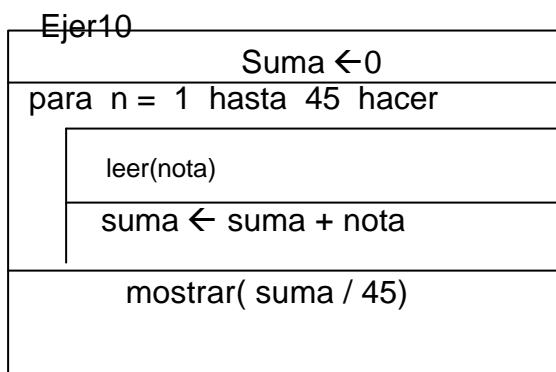 Ejer10
Suma ←0
para n = 1 hasta 45 hacer
leer(nota)
suma ← suma + nota
mostrar( suma / 45)